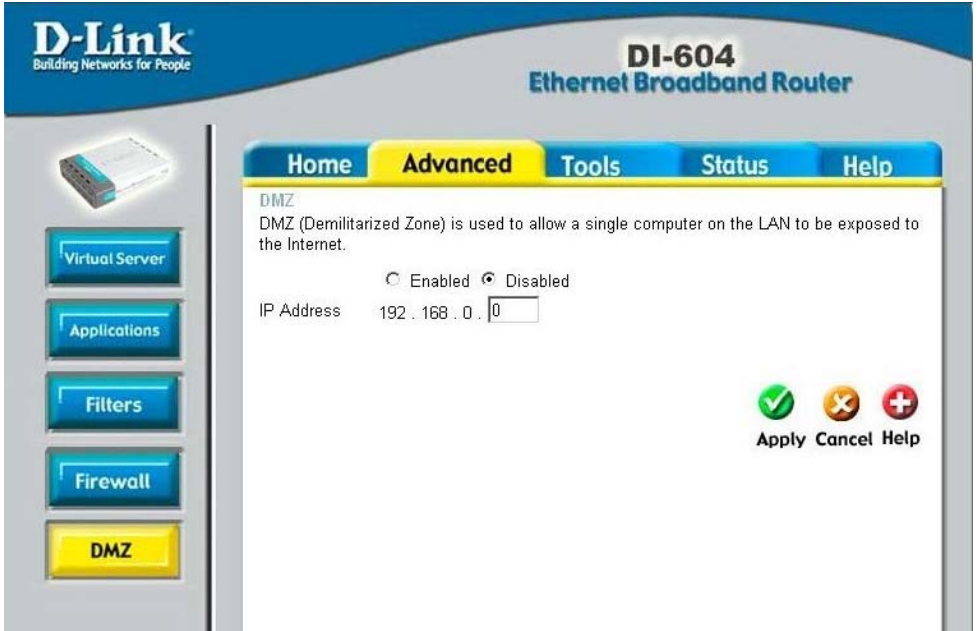 D-Link
Building Networks for People
DI-604
Ethernet Broadband Router
Home Advanced Tools Status Help
DMZ
DMZ (Demilitarized Zone) is used to allow a single computer on the LAN to be exposed to
the Internet.
Enabled Disabled
IP Address 192 . 168 . 0 . 0
Virtual Server
Applications
Filters
Firewall
DMZ
Apply Cancel Help